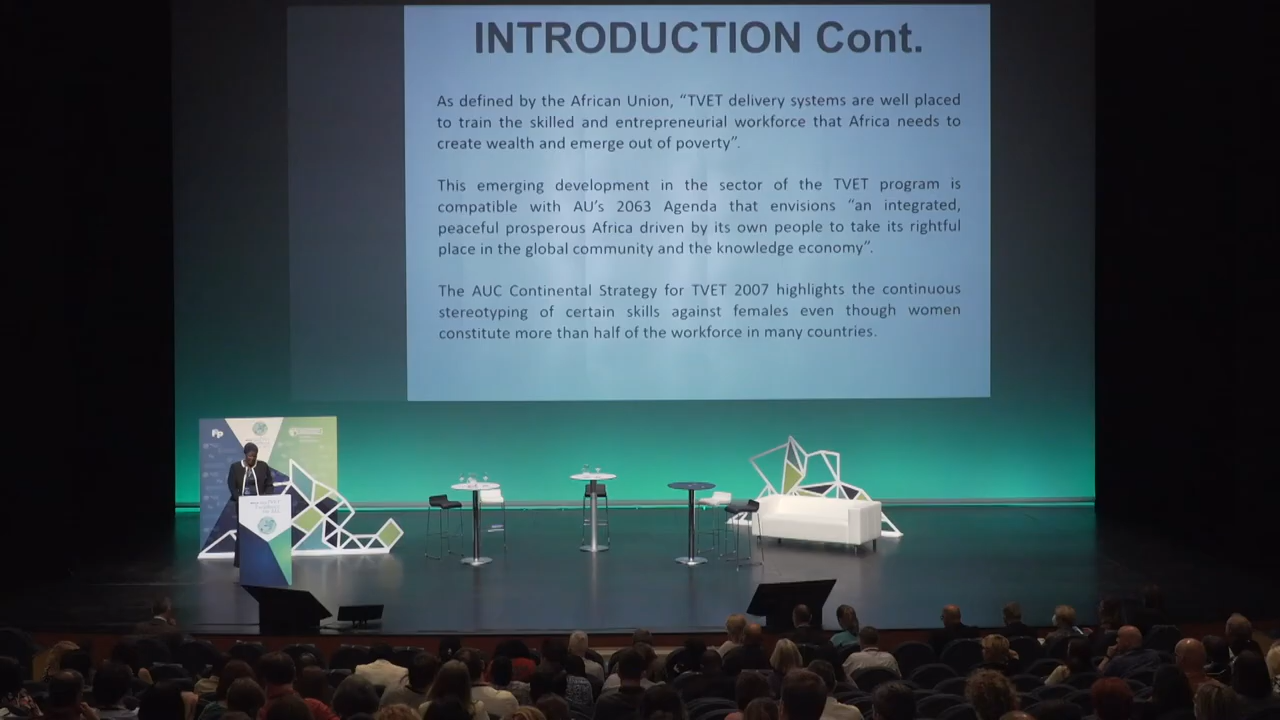 INTRODUCTION Cont.
As defined by the African Union, “TVET delivery systems are well placed
to train the skilled and entrepreneurial workforce that Africa needs to
create wealth and emerge out of poverty”.
This emerging development in the sector of the TVET program is
compatible with AU’s 2063 Agenda that envisions “an integrated,
peaceful prosperous Africa driven by its own people to take its rightful
place in the global community and the knowledge economy”.
The AUC Continental Strategy for TVET 2007 highlights the continuous
stereotyping of certain skills against females even though women
constitute more than half of the workforce in many countries.
Fp